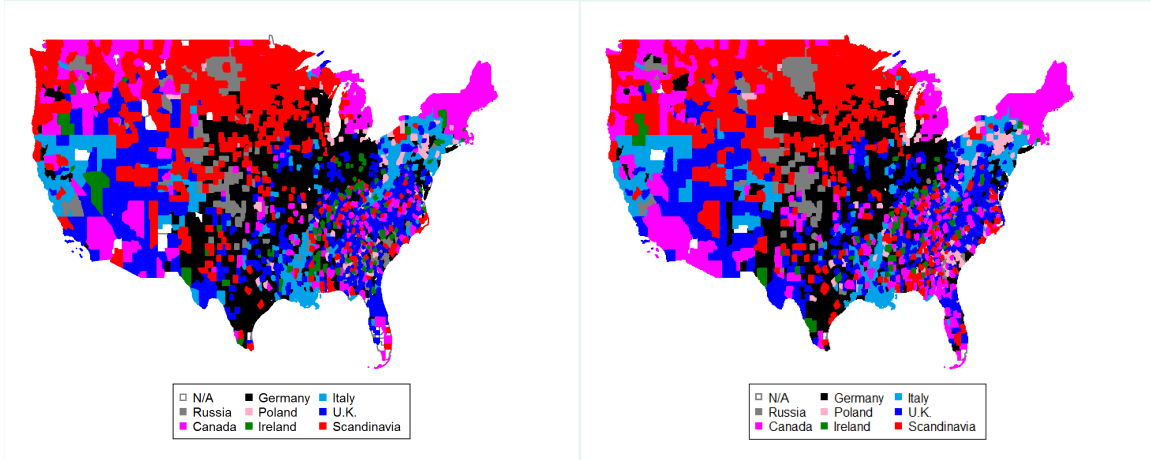 N/A Germany Italy
Russia Poland U.K.
Canada Ireland Scandinavia
N/A Germany Italy
Russia Poland U.K.
Canada Ireland Scandinavia